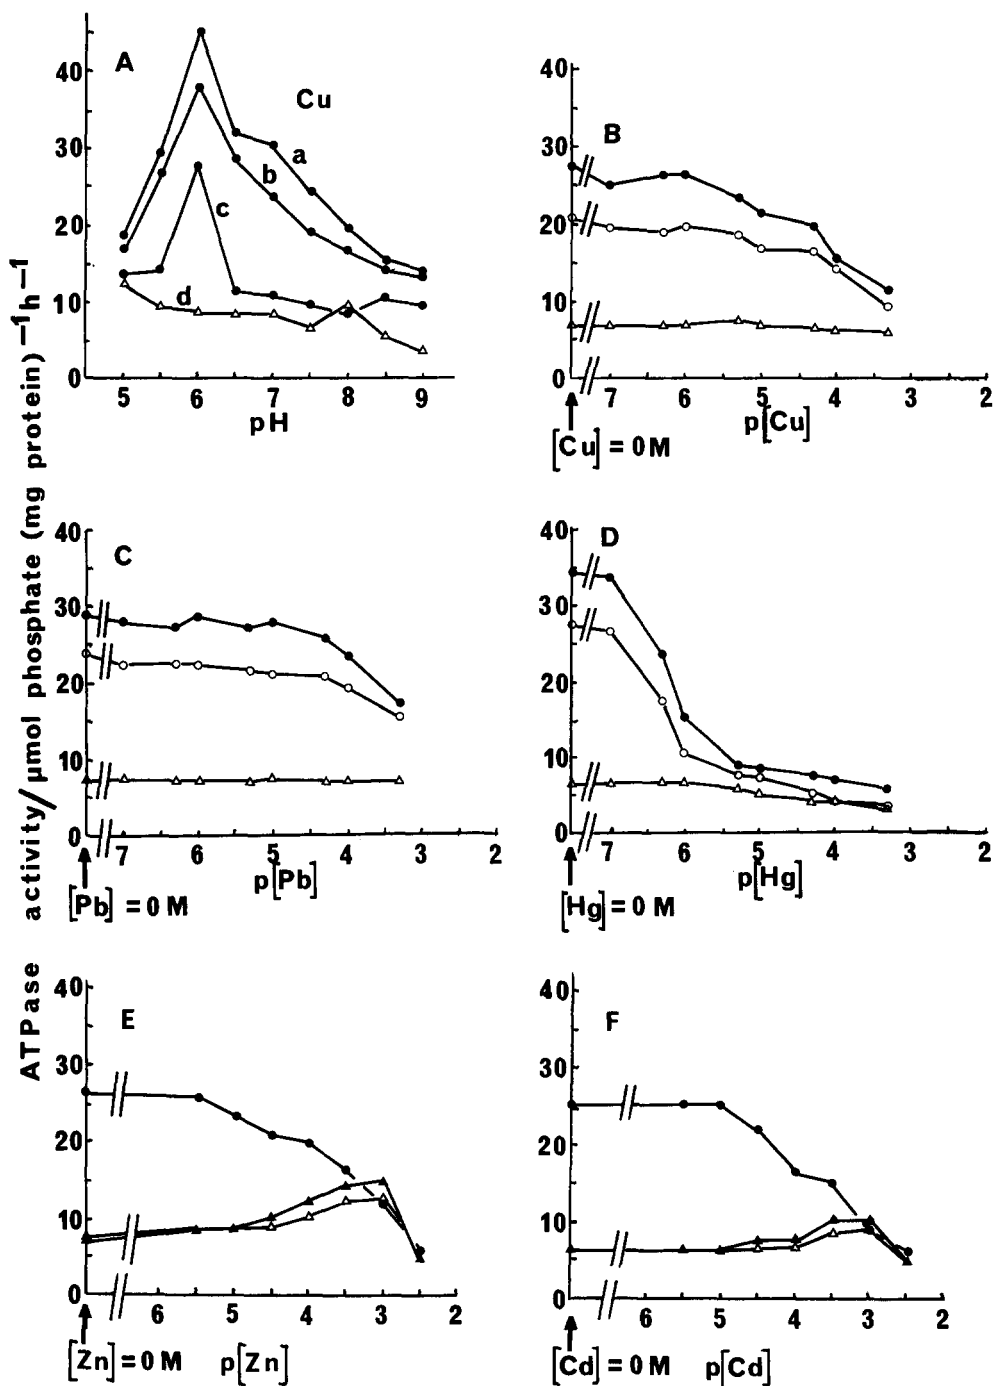 ATPase activity/μmol phosphate (mg protein)⁻¹h⁻¹
A
Cu
a
b
c
d
40
30
20
10
0
5 6 7 8 9
pH
B
40
30
20
10
0
7 6 5 4 3 2
p[Cu]
[Cu] = 0 M
C
40
30
20
10
0
7 6 5 4 3 2
p[Pb]
[Pb] = 0 M
D
40
30
20
10
0
7 6 5 4 3 2
p[Hg]
[Hg] = 0 M
E
40
30
20
10
0
6 5 4 3 2
[Zn] = 0 M p[Zn]
F
40
30
20
10
0
6 5 4 3 2
[Cd] = 0 M p[Cd]